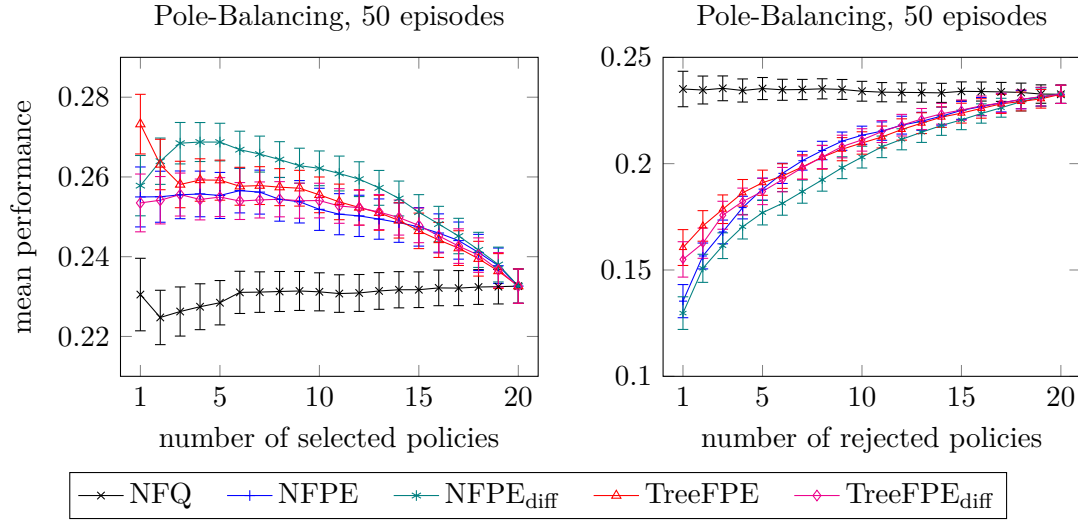 Pole-Balancing, 50 episodes
mean performance
0.28
0.26
0.24
0.22
1 5 10 15 20
number of selected policies
Pole-Balancing, 50 episodes
0.25
0.2
0.15
0.1
1 5 10 15 20
number of rejected policies
NFQ NFPE NFPE_diff TreeFPE TreeFPE_diff